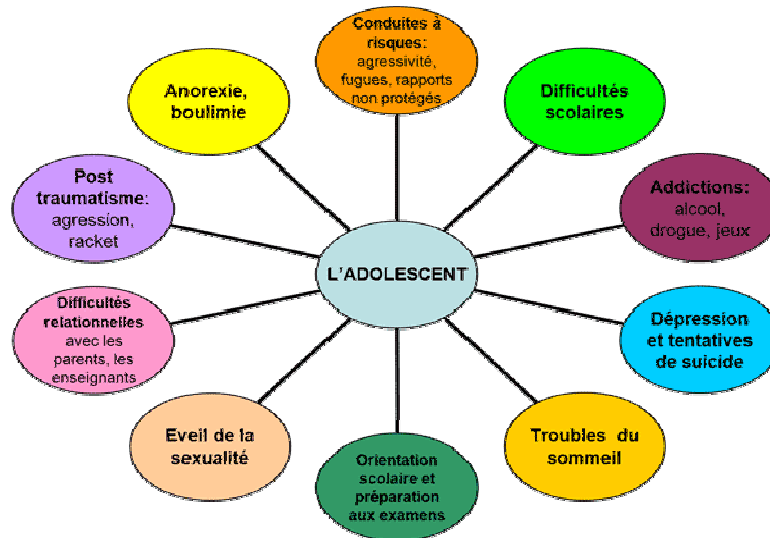 Conduites à
risques:
agressivité,
fugues, rapports
non protégés
Anorexie,
boulimie
Difficultés
scolaires
Post
traumatisme:
agression,
racket
Addictions:
alcool,
drogue, jeux
L'ADOLESCENT
Difficultés
relationnelles
avec les
parents, les
enseignants
Dépression
et tentatives
de suicide
Eveil de la
sexualité
Troubles du
sommeil
Orientation
scolaire et
préparation
aux examens